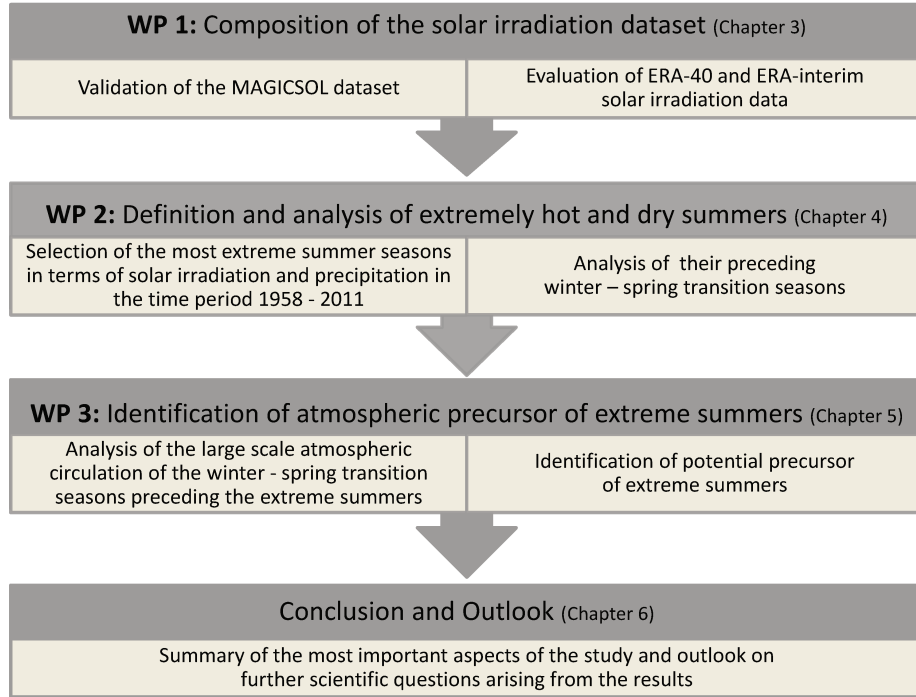 WP 1: Composition of the solar irradiation dataset (Chapter 3)
Validation of the MAGICSOL dataset
Evaluation of ERA-40 and ERA-interim
solar irradiation data
WP 2: Definition and analysis of extremely hot and dry summers (Chapter 4)
Selection of the most extreme summer seasons
in terms of solar irradiation and precipitation in
the time period 1958 - 2011
Analysis of their preceding
winter – spring transition seasons
WP 3: Identification of atmospheric precursor of extreme summers (Chapter 5)
Analysis of the large scale atmospheric
circulation of the winter - spring transition
seasons preceding the extreme summers
Identification of potential precursor
of extreme summers
Conclusion and Outlook (Chapter 6)
Summary of the most important aspects of the study and outlook on
further scientific questions arising from the results